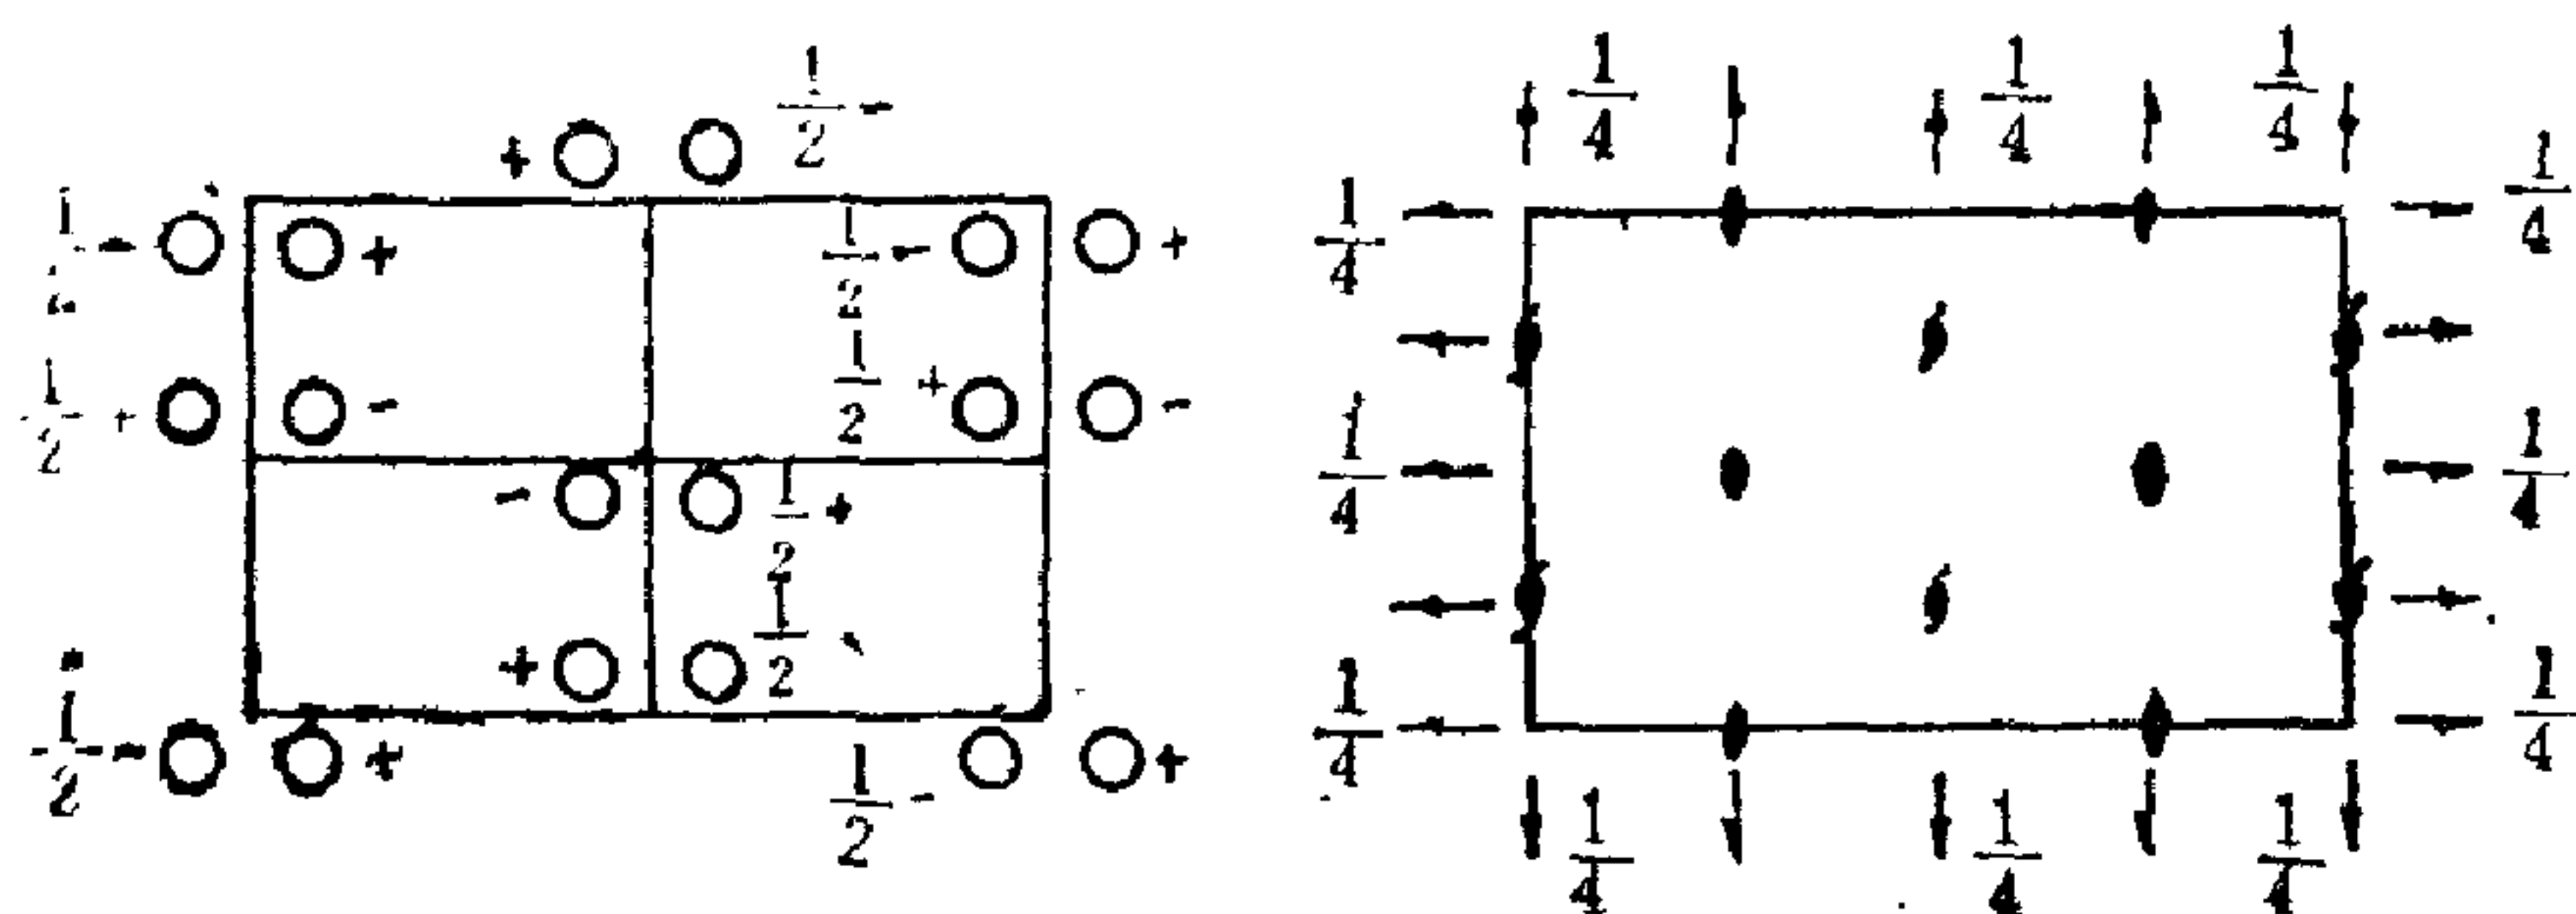 1/2 -
+
1/4 1/4 1/4
- + 1/2 - +
1/4 1/4
1/2 + - 1/2 + -
1/4 1/4
- 1/2 +
+ 1/2
1/2 - + 1/2 - +
1/4 1/4
1/4 1/4 1/4